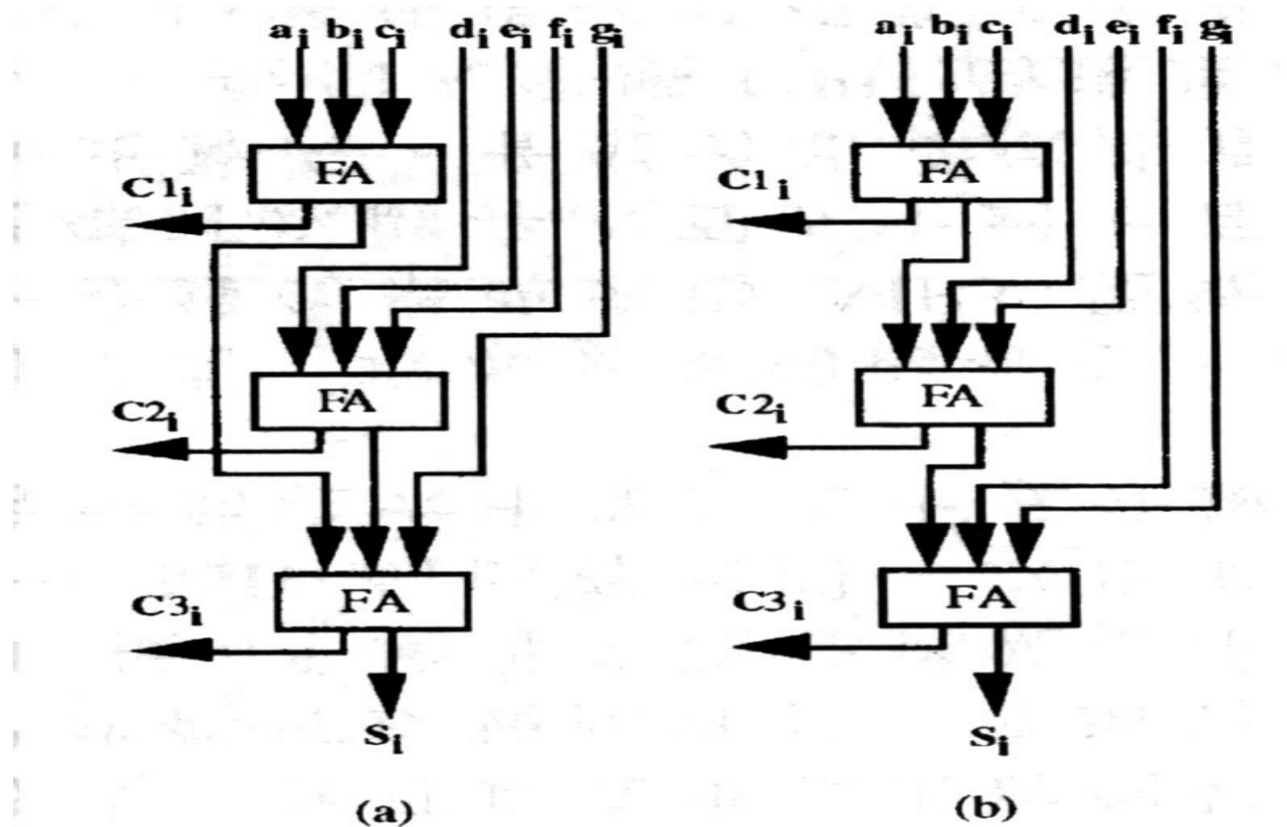 aᵢ bᵢ cᵢ dᵢ eᵢ fᵢ gᵢ
FA
C1ᵢ
FA
C2ᵢ
FA
C3ᵢ
Sᵢ
(a)
aᵢ bᵢ cᵢ dᵢ eᵢ fᵢ gᵢ
FA
C1ᵢ
FA
C2ᵢ
FA
C3ᵢ
Sᵢ
(b)